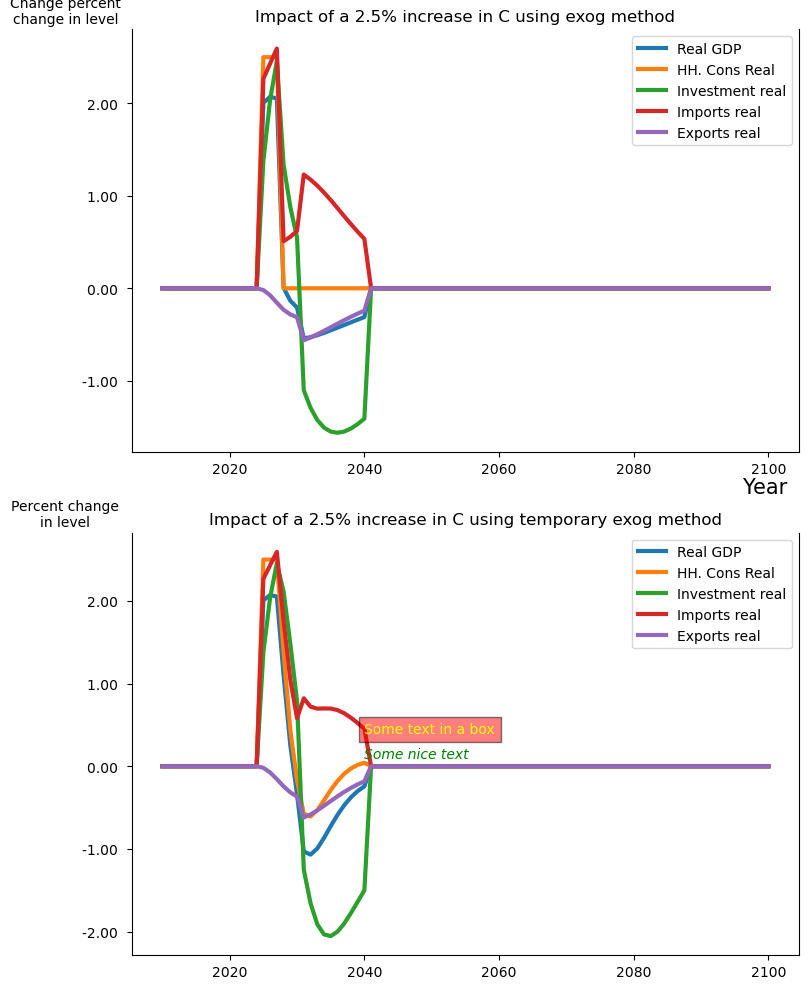 Change percent
change in level
Impact of a 2.5% increase in C using exog method
Real GDP
HH. Cons Real
Investment real
Imports real
Exports real
2.00
1.00
0.00
-1.00
2020
2040
2060
2080
2100
Year
Percent change
in level
Impact of a 2.5% increase in C using temporary exog method
Real GDP
HH. Cons Real
Investment real
Imports real
Exports real
2.00
1.00
Some text in a box
Some nice text
0.00
-1.00
-2.00
2020
2040
2060
2080
2100